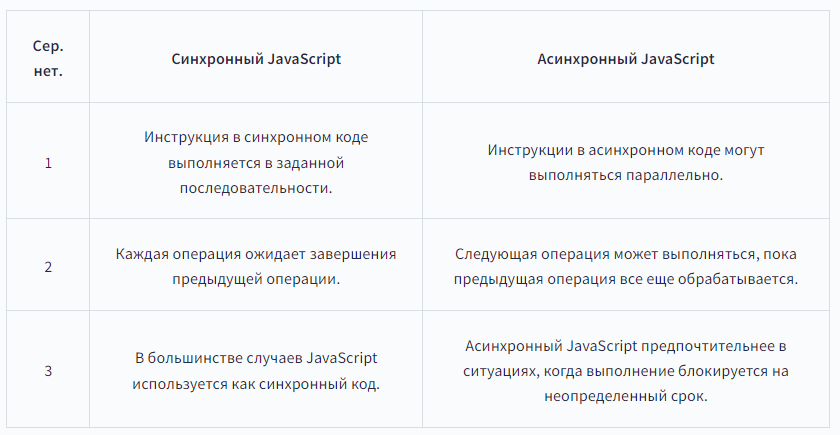 Сер.
нет.
Синхронный JavaScript
Асинхронный JavaScript
1
Инструкция в синхронном коде
выполняется в заданной
последовательности.
Инструкции в асинхронном коде могут
выполняться параллельно.
2
Каждая операция ожидает завершения
предыдущей операции.
Следующая операция может выполняться, пока
предыдущая операция все еще обрабатывается.
3
В большинстве случаев JavaScript
используется как синхронный код.
Асинхронный JavaScript предпочтительнее в
ситуациях, когда выполнение блокируется на
неопределенный срок.